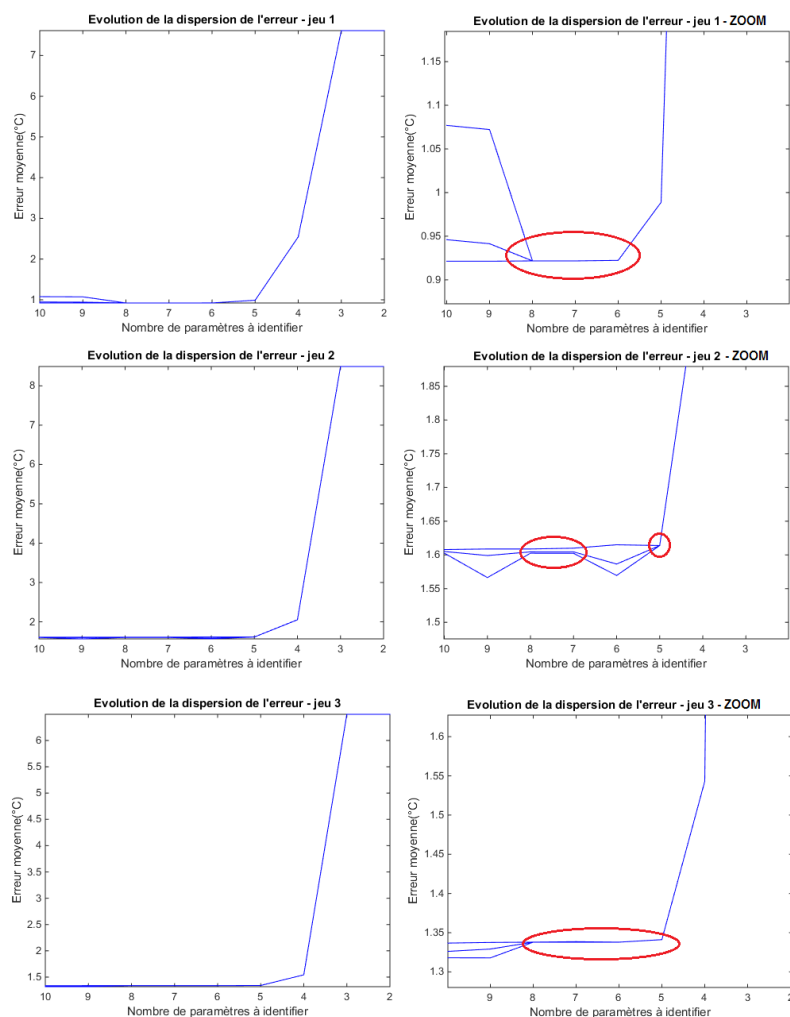 Evolution de la dispersion de l'erreur - jeu 1
Erreur moyenne(°C)
7
6
5
4
3
2
1
10 9 8 7 6 5 4 3 2
Nombre de paramètres à identifier
Evolution de la dispersion de l'erreur - jeu 1 - ZOOM
Erreur moyenne(°C)
1.15
1.1
1.05
1
0.95
0.9
10 9 8 7 6 5 4 3
Nombre de paramètres à identifier
Evolution de la dispersion de l'erreur - jeu 2
Erreur moyenne(°C)
8
7
6
5
4
3
2
10 9 8 7 6 5 4 3 2
Nombre de paramètres à identifier
Evolution de la dispersion de l'erreur - jeu 2 - ZOOM
Erreur moyenne(°C)
1.85
1.8
1.75
1.7
1.65
1.6
1.55
1.5
10 9 8 7 6 5 4 3
Nombre de paramètres à identifier
Evolution de la dispersion de l'erreur - jeu 3
Erreur moyenne(°C)
6
5.5
5
4.5
4
3.5
3
2.5
2
1.5
10 9 8 7 6 5 4 3 2
Nombre de paramètres à identifier
Evolution de la dispersion de l'erreur - jeu 3 - ZOOM
Erreur moyenne(°C)
1.6
1.55
1.5
1.45
1.4
1.35
1.3
9 8 7 6 5 4 3 2
Nombre de paramètres à identifier